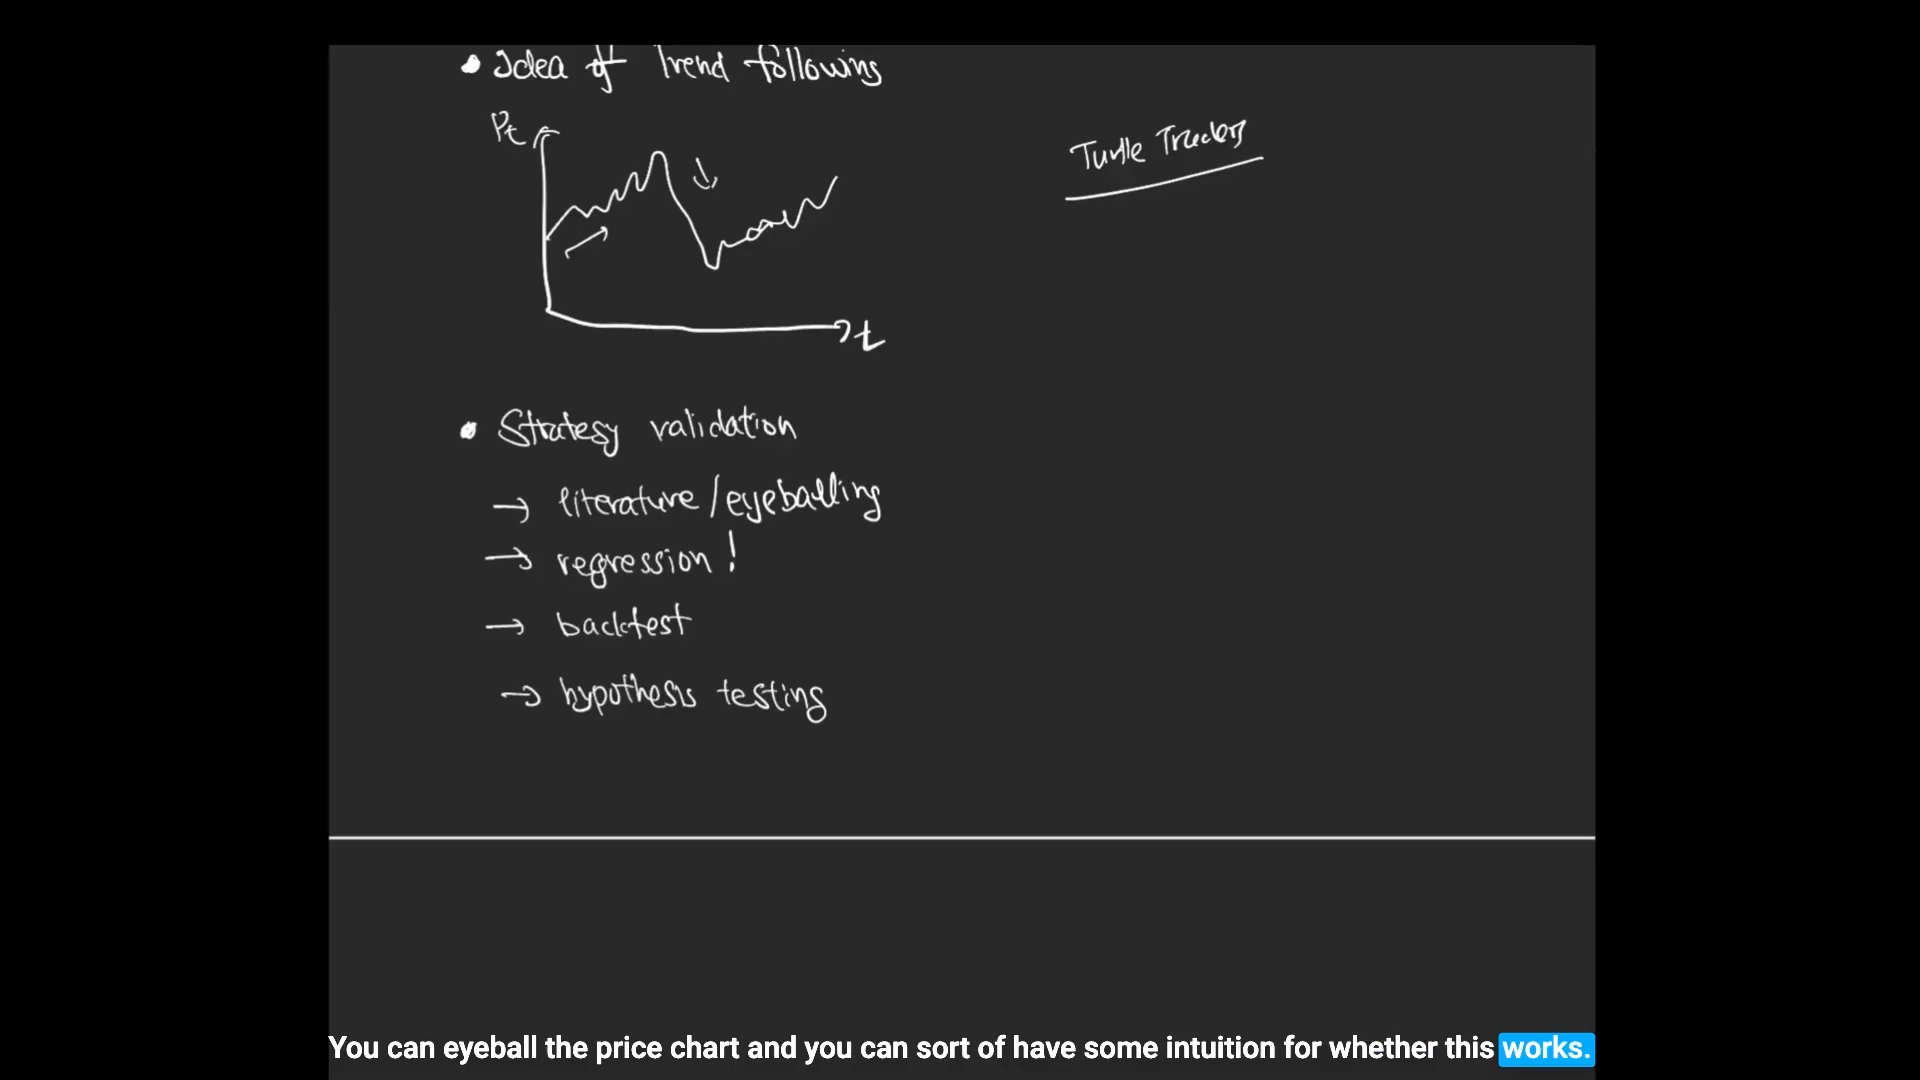 • Idea of Trend following
Pt
Turtle Traders
t
• Strategy validation
→ literature/eyeballing
→ regression!
→ backtest
→ hypothesis testing
You can eyeball the price chart and you can sort of have some intuition for whether this works.